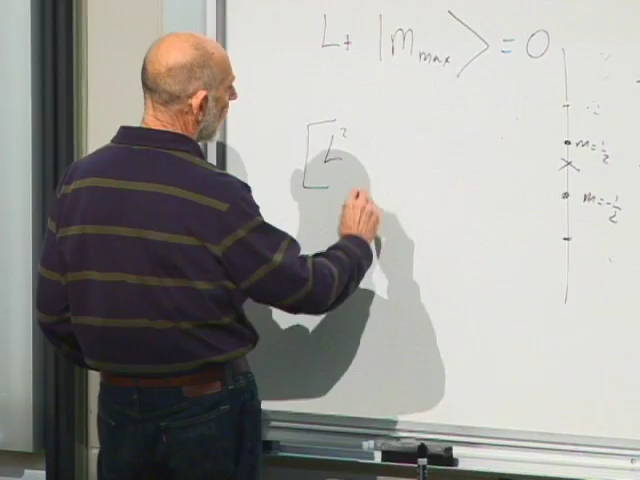 L₊ |m_max⟩ = 0
[L²
m=½
m=-½